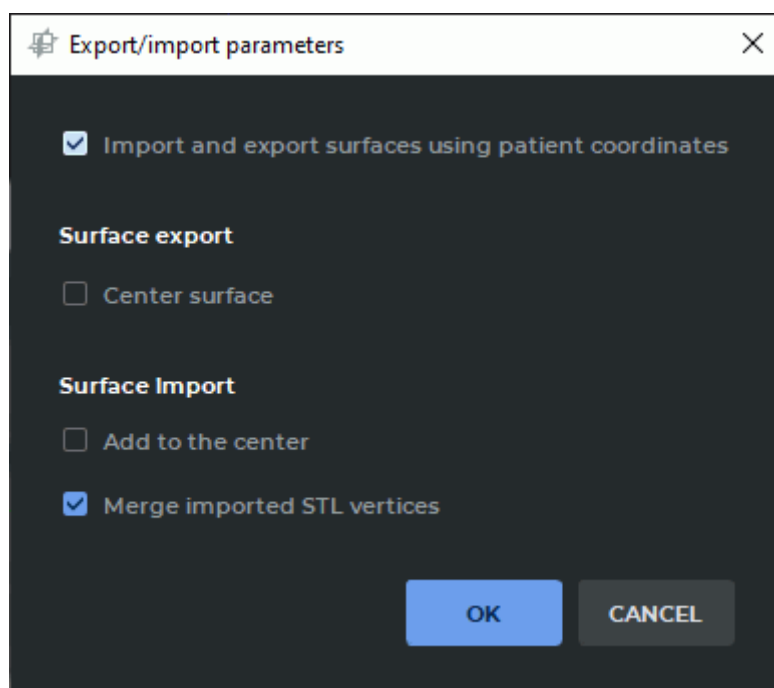 Export/import parameters
Import and export surfaces using patient coordinates
Surface export
Center surface
Surface Import
Add to the center
Merge imported STL vertices
OK CANCEL